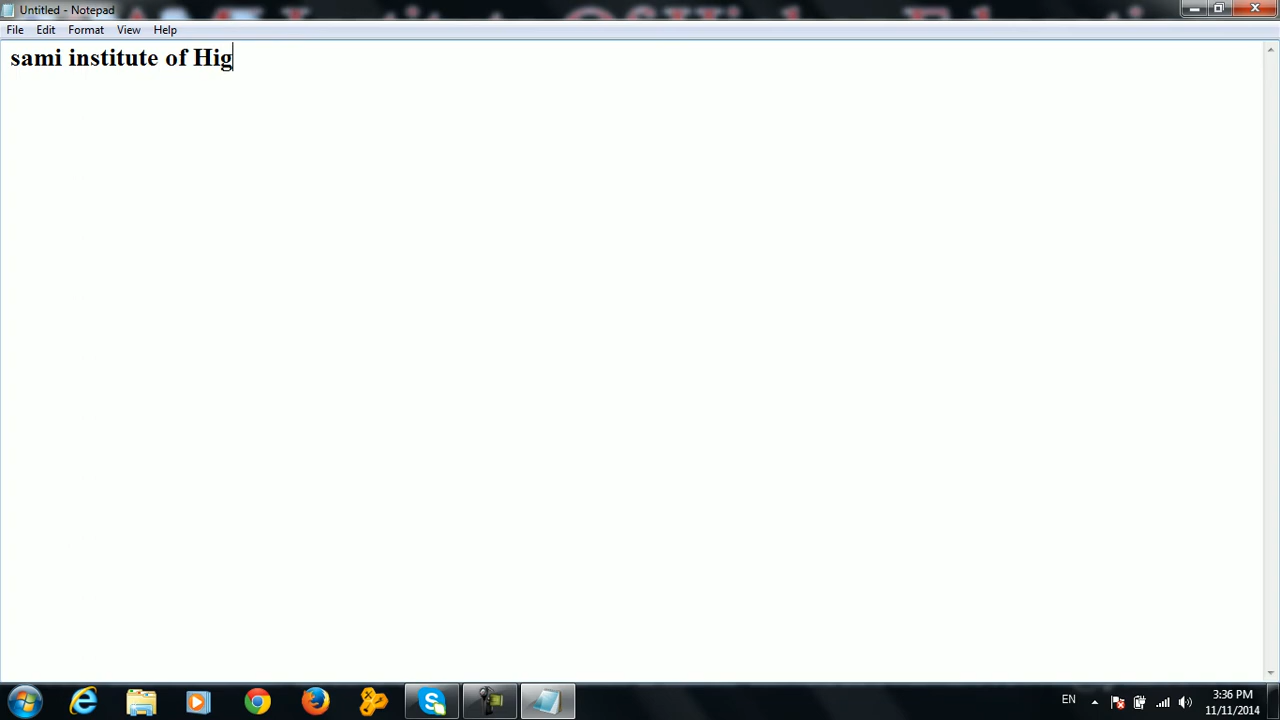 Untitled - Notepad
File Edit Format View Help
sami institute of Hig
EN
3:36 PM
11/11/2014